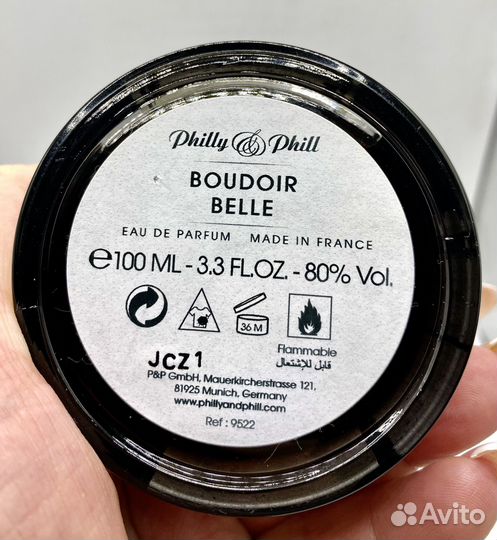 Philly & Phill
BOUDOIR
BELLE
EAU DE PARFUM MADE IN FRANCE
℮100 ML - 3.3 FL.OZ. - 80% Vol.
36 M
Flammable
قابل للإشتعال
JCZ1
P&P GmbH, Mauerkircherstrasse 121,
81925 Munich, Germany
www.phillyandphill.com
Ref : 9522
Avito